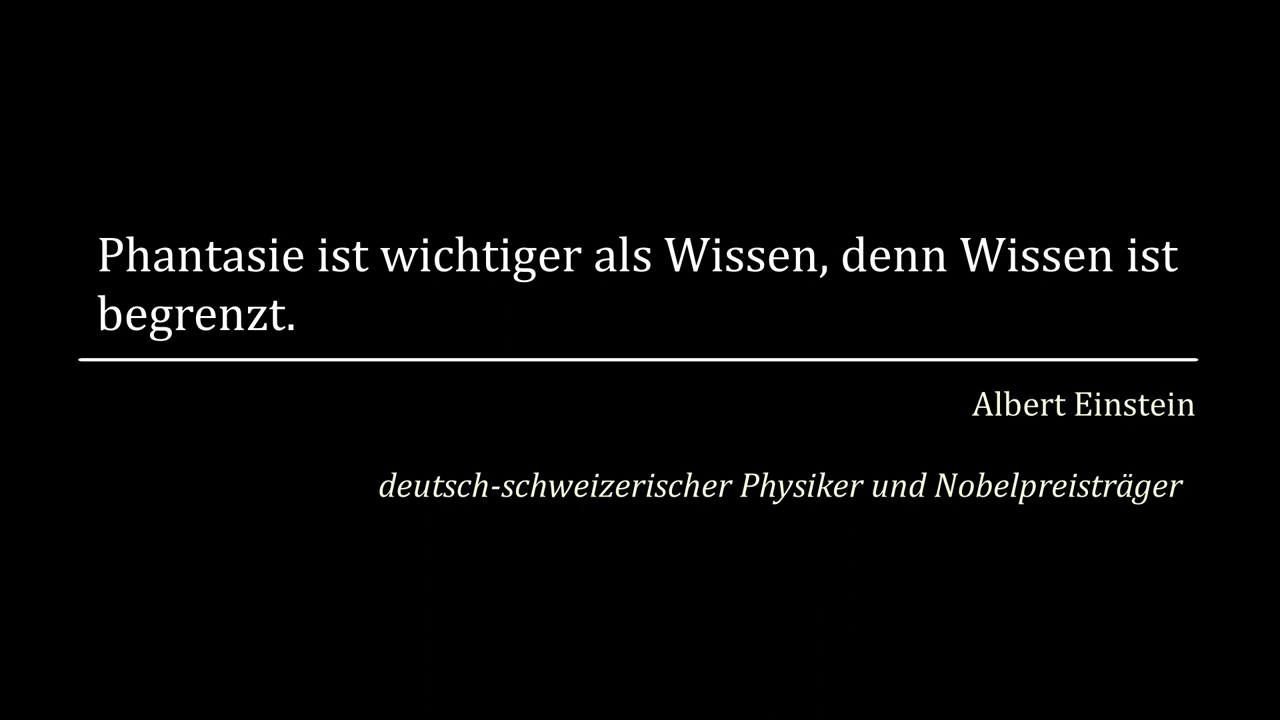 Phantasie ist wichtiger als Wissen, denn Wissen ist
begrenzt.
Albert Einstein
deutsch-schweizerischer Physiker und Nobelpreisträger